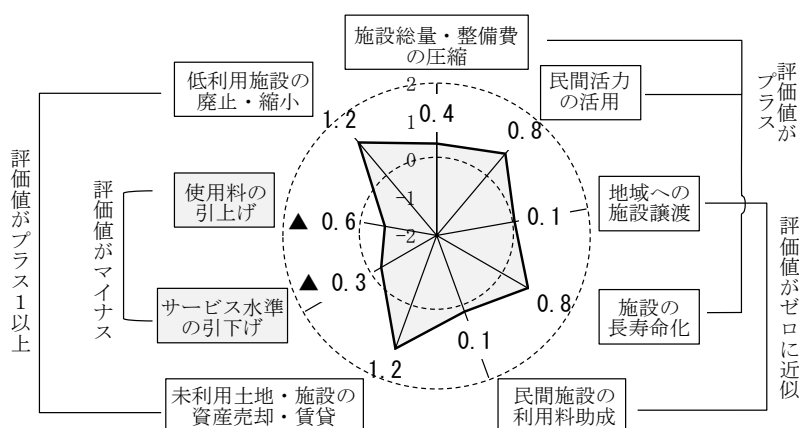 施設総量・整備費
の圧縮
民間活力
の活用
地域への
施設譲渡
施設の
長寿命化
民間施設の
利用料助成
未利用土地・施設の
資産売却・賃貸
サービス水準
の引下げ
使用料の
引上げ
低利用施設の
廃止・縮小
2
1
0
-1
-2
0.4
0.8
0.1
0.8
0.1
1.2
▲ 0.3
▲ 0.6
1.2
評価値が
プラス
評価値がゼロに近似
評価値がマイナス
評価値がプラス1以上